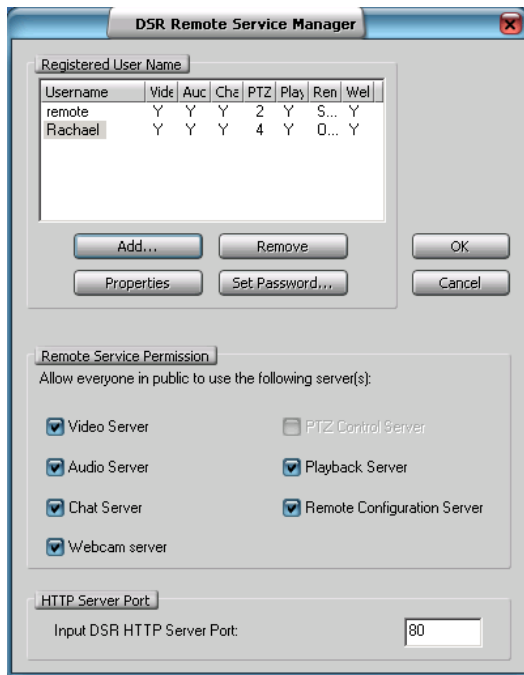 DSR Remote Service Manager
Registered User Name
Username Vide Auc Cha PTZ Play Ren Wel
remote Y Y Y 2 Y S... Y
Rachael Y Y Y 4 Y O... Y
Add... Remove OK
Properties Set Password... Cancel
Remote Service Permission
Allow everyone in public to use the following server(s):
Video Server PTZ Control Server
Audio Server Playback Server
Chat Server Remote Configuration Server
Webcam server
HTTP Server Port
Input DSR HTTP Server Port: 80